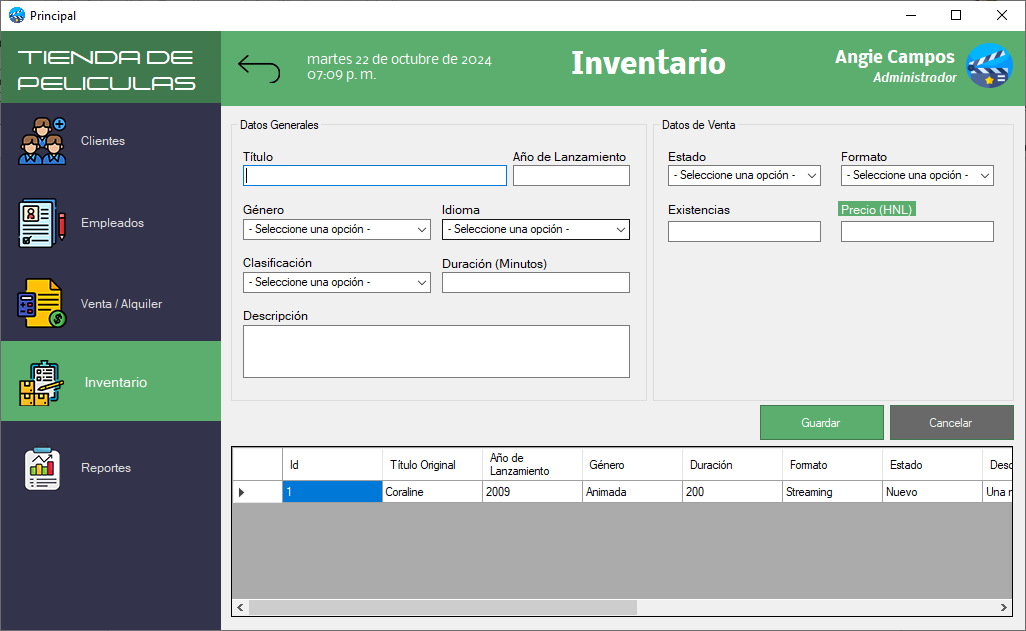 Principal
TIENDA DE
PELICULAS
martes 22 de octubre de 2024
07:09 p. m.
Inventario
Angie Campos
Administrador
Clientes
Empleados
Venta / Alquiler
Inventario
Reportes
Datos Generales
Título
Año de Lanzamiento
Género
Idioma
- Seleccione una opción -
- Seleccione una opción -
Clasificación
Duración (Minutos)
- Seleccione una opción -
Descripción
Datos de Venta
Estado
Formato
- Seleccione una opción -
- Seleccione una opción -
Existencias
Precio (HNL)
Guardar
Cancelar
Id
Título Original
Año de
Lanzamiento
Género
Duración
Formato
Estado
1
Coraline
2009
Animada
200
Streaming
Nuevo
Una